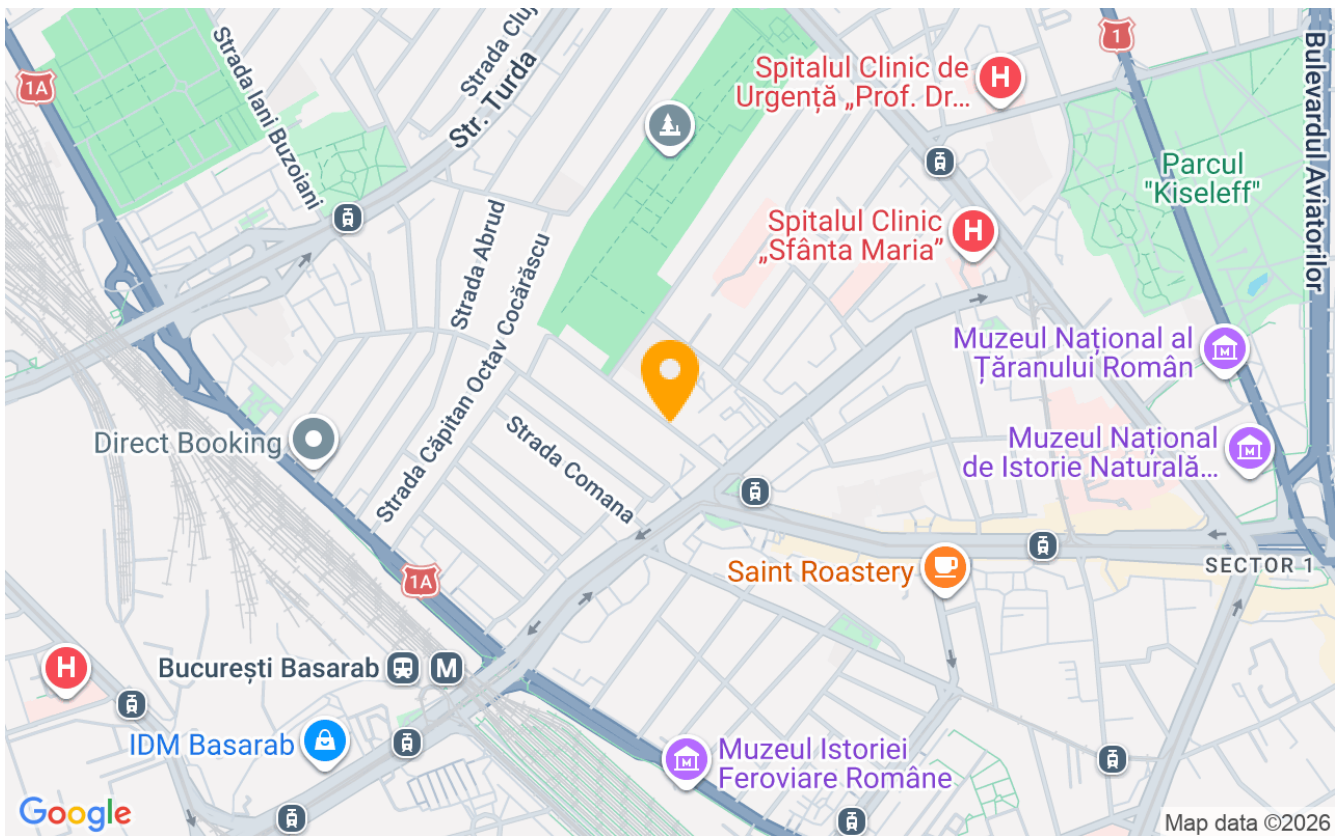 1A
Strada Iani Buzoiani
Strada Cluj
Str. Turda
Spitalul Clinic de
Urgență „Prof. Dr...
H
1
Bulevardul Aviatorilor
Parcul
"Kiseleff"
Spitalul Clinic
„Sfânta Maria”
H
Strada Abrud
Strada Căpitan Octav Cocărăscu
Muzeul Național al
Țăranului Român
M
Direct Booking
Strada Comana
Muzeul Național
de Istorie Naturală...
M
1A
Saint Roastery
SECTOR 1
H
București Basarab
M
IDM Basarab
Muzeul Istoriei
Feroviare Române
M
Google
Map data ©2026